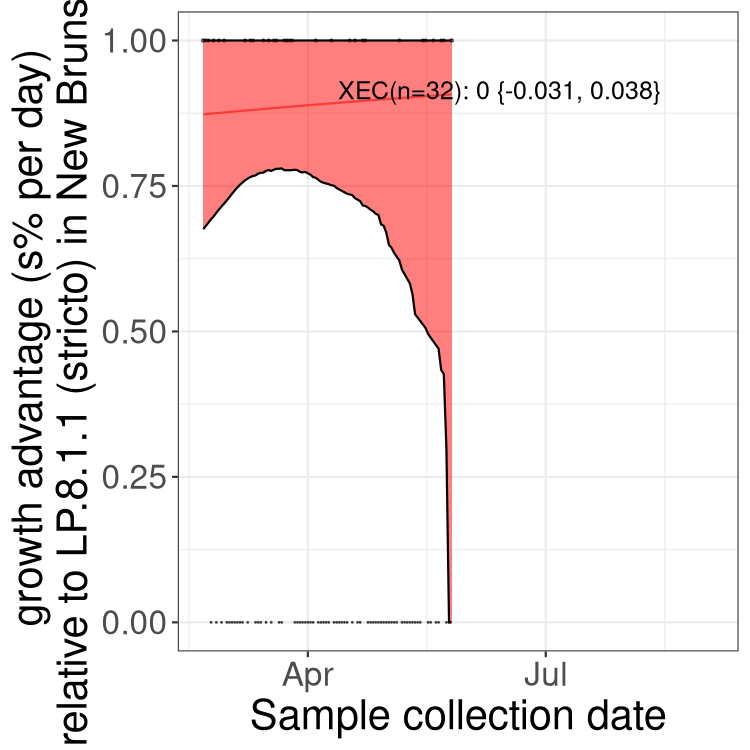 growth advantage (s% per day)
relative to LP.8.1.1 (stricto) in New Bruns
1.00
0.75
0.50
0.25
0.00
XEC(n=32): 0 {-0.031, 0.038}
Apr
Jul
Sample collection date